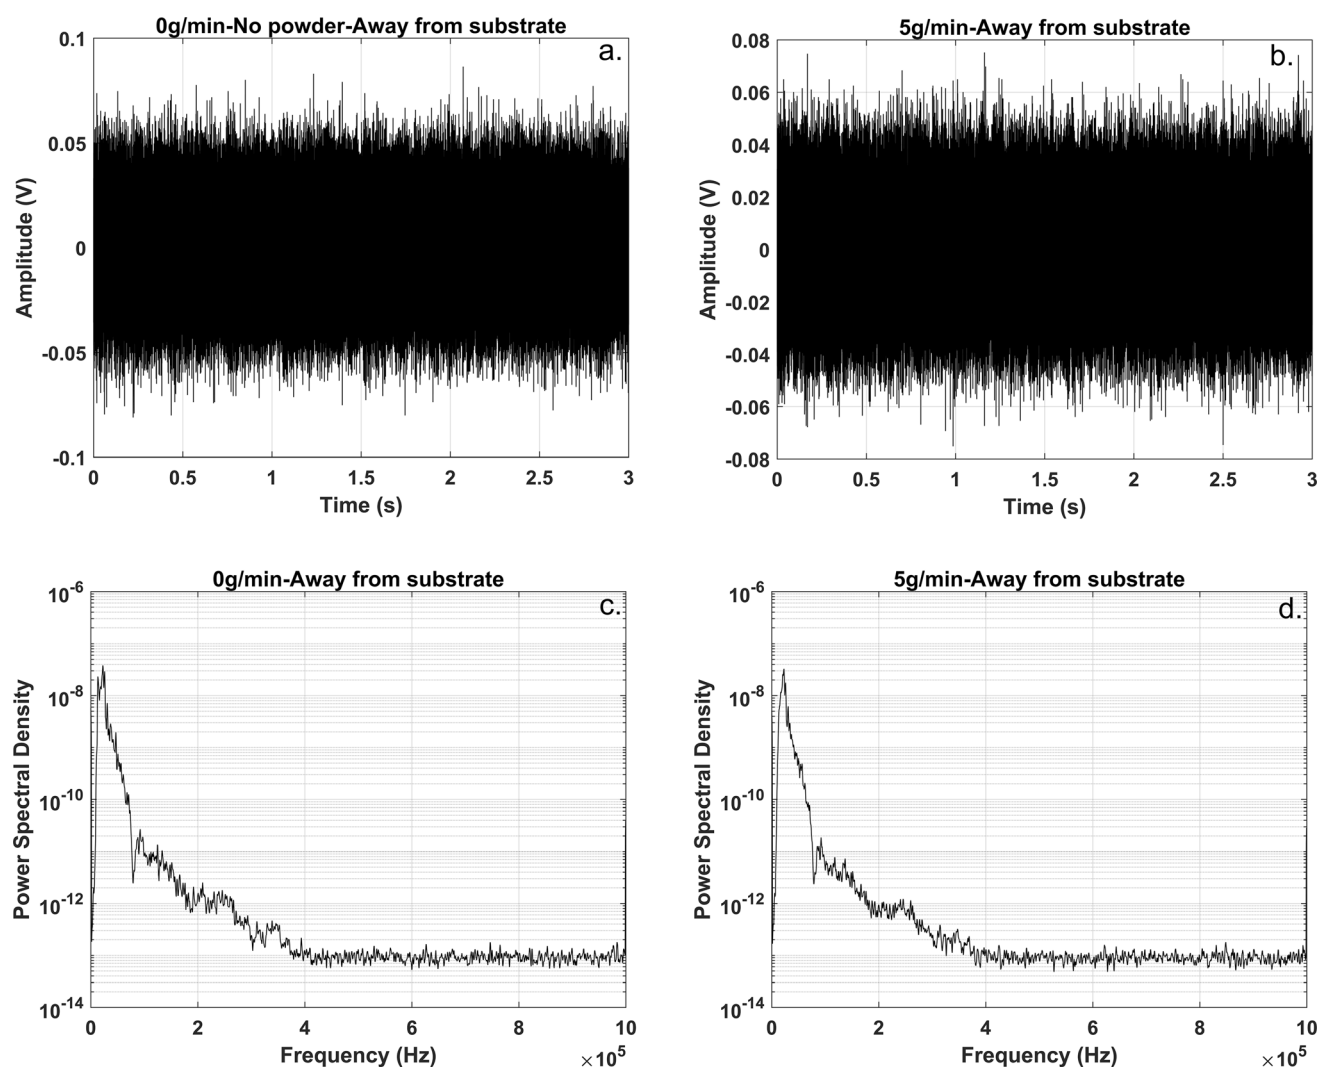 0g/min-No powder-Away from substrate
a.
0.1
0.05
0
-0.05
-0.1
Amplitude (V)
0 0.5 1 1.5 2 2.5 3
Time (s)
5g/min-Away from substrate
b.
0.08
0.06
0.04
0.02
0
-0.02
-0.04
-0.06
-0.08
Amplitude (V)
0 0.5 1 1.5 2 2.5 3
Time (s)
0g/min-Away from substrate
c.
10^-6
10^-8
10^-10
10^-12
10^-14
Power Spectral Density
0 2 4 6 8 10
Frequency (Hz)
×10^5
5g/min-Away from substrate
d.
10^-6
10^-8
10^-10
10^-12
10^-14
Power Spectral Density
0 2 4 6 8 10
Frequency (Hz)
×10^5